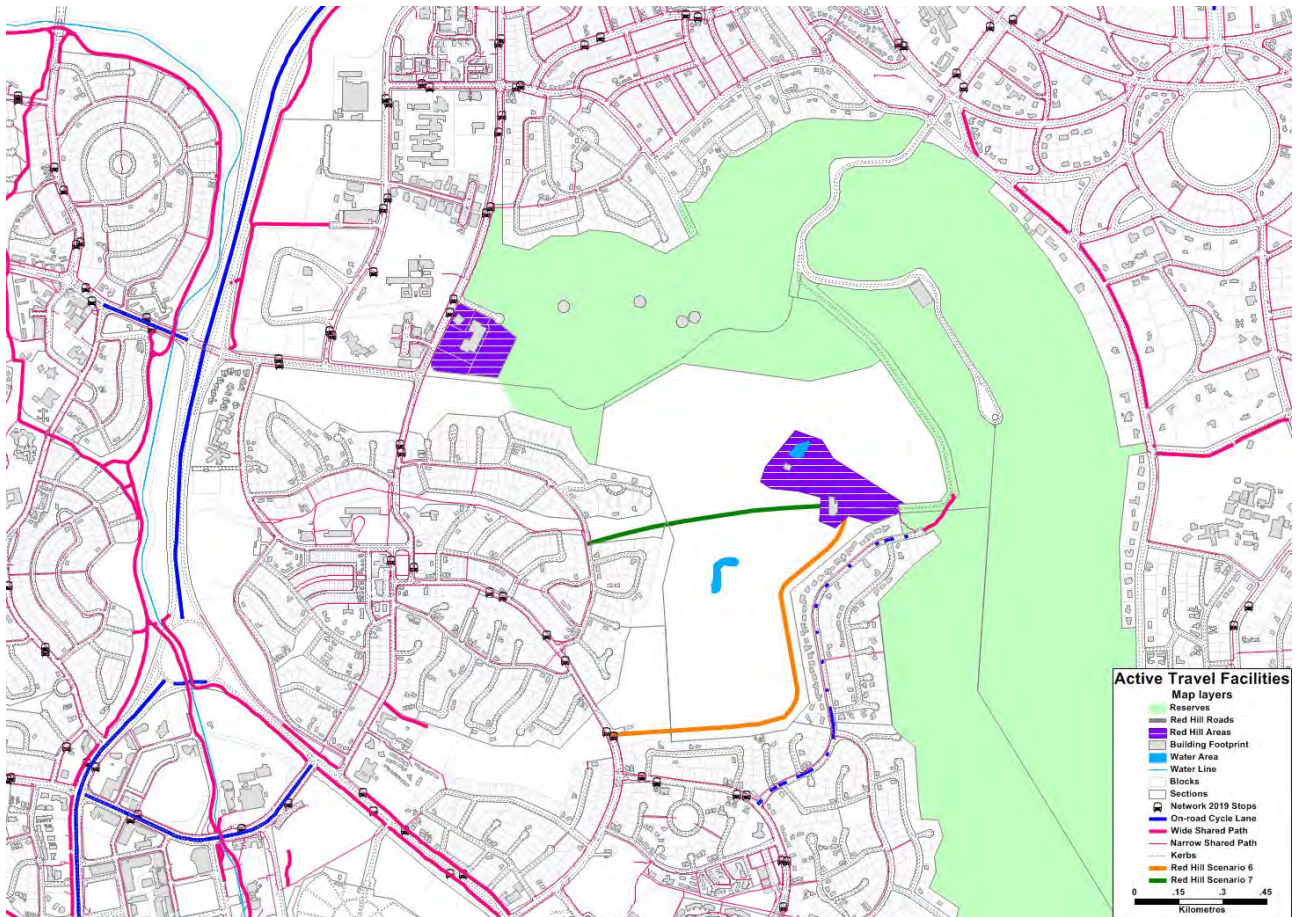 Active Travel Facilities
Map layers
Reserves
Red Hill Roads
Red Hill Areas
Building Footprint
Water Area
Water Line
Blocks
Sections
Network 2019 Stops
On-road Cycle Lane
Wide Shared Path
Narrow Shared Path
Kerbs
Red Hill Scenario 6
Red Hill Scenario 7
0 .15 .3 .45
Kilometres